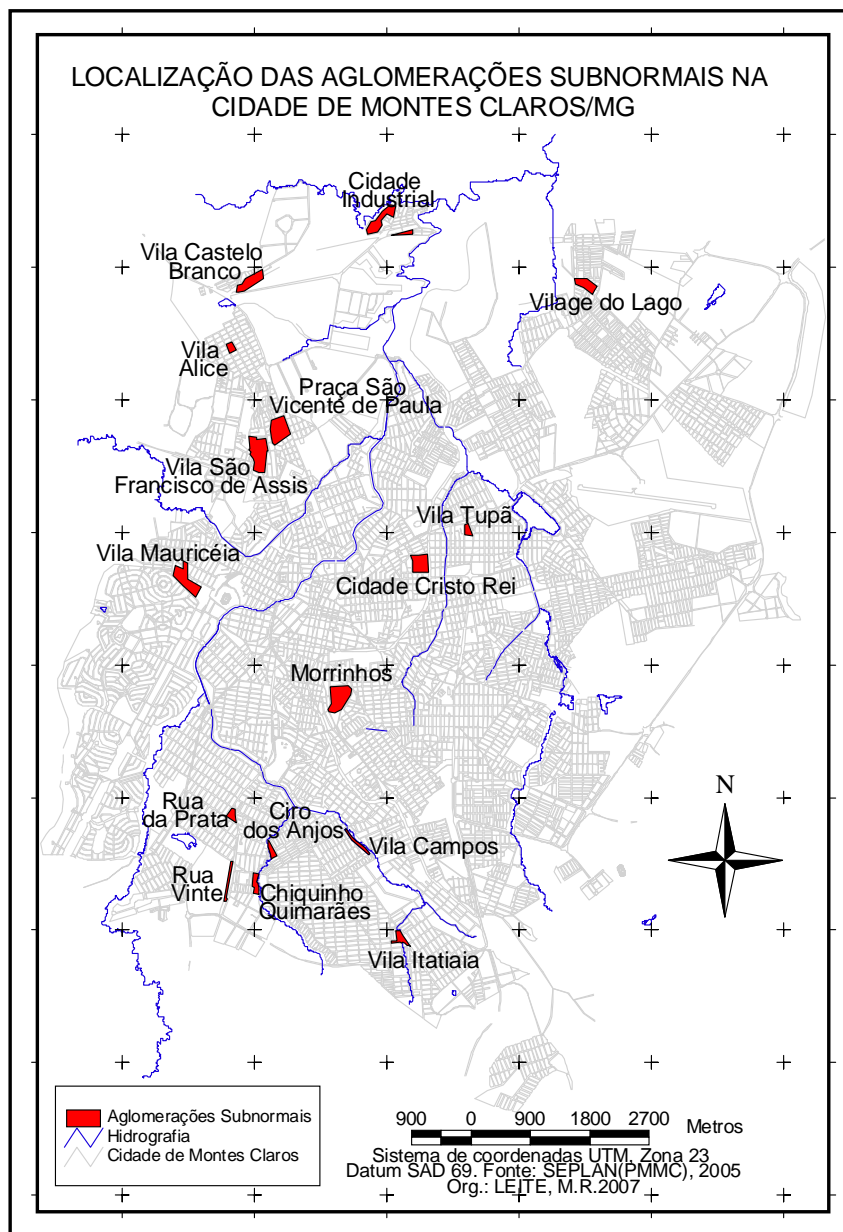 LOCALIZAÇÃO DAS AGLOMERAÇÕES SUBNORMAIS NA
CIDADE DE MONTES CLAROS/MG
Cidade
Industrial
Vila Castelo
Branco
Vilage do Lago
Vila
Alice
Praça São
Vicente de Paula
Vila São
Francisco de Assis
Vila Tupã
Vila Mauricéia
Cidade Cristo Rei
Morrinhos
N
Rua
da Prata
Ciro
dos Anjos
Vila Campos
Rua
Vinte
Chiquinho
Guimarães
Vila Itatiaia
Aglomerações Subnormais
Hidrografia
Cidade de Montes Claros
900 0 900 1800 2700 Metros
Sistema de coordenadas UTM, Zona 23
Datum SAD 69. Fonte: SEPLAN(PMMC), 2005
Org.: LEITE, M.R.2007